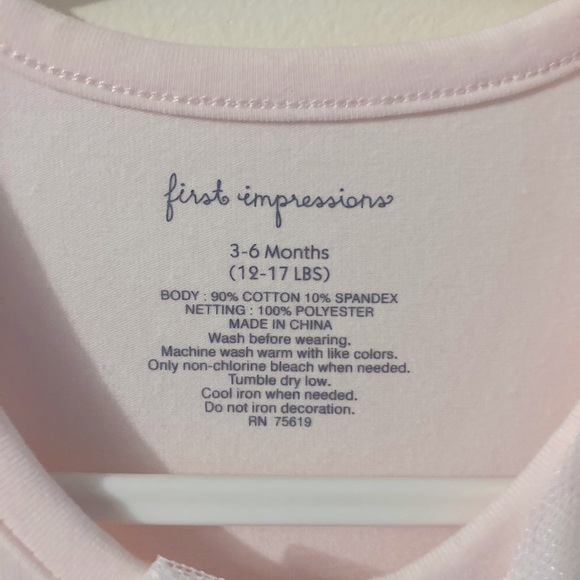 first impressions
3-6 Months
(12-17 LBS)
BODY : 90% COTTON 10% SPANDEX
NETTING : 100% POLYESTER
MADE IN CHINA
Wash before wearing.
Machine wash warm with like colors.
Only non-chlorine bleach when needed.
Tumble dry low.
Cool iron when needed.
Do not iron decoration.
RN 75619